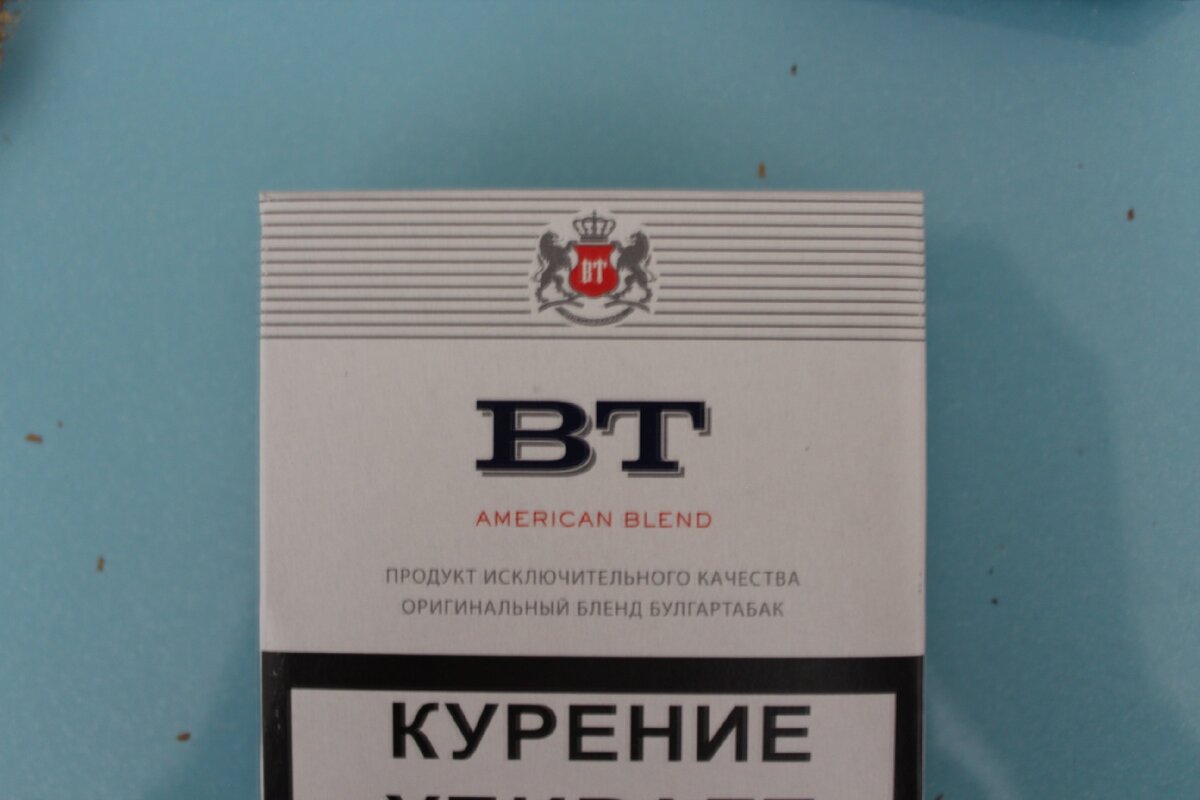 BT
BT
AMERICAN BLEND
ПРОДУКТ ИСКЛЮЧИТЕЛЬНОГО КАЧЕСТВА
ОРИГИНАЛЬНЫЙ БЛЕНД БУЛГАРТАБАК
КУРЕНИЕ